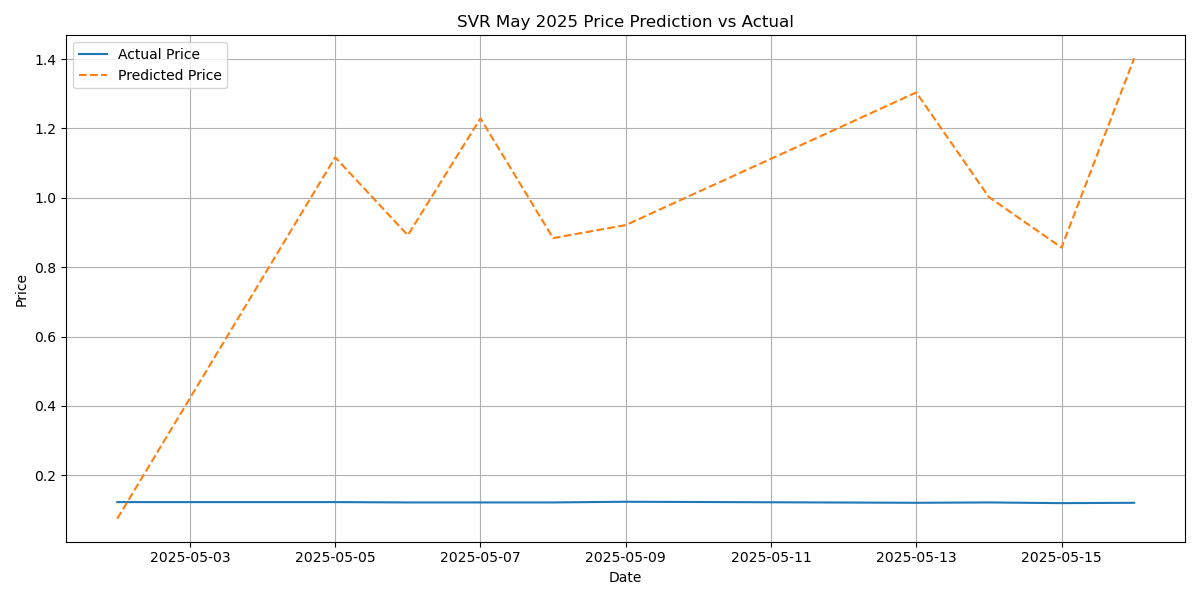 SVR May 2025 Price Prediction vs Actual
Actual Price
Predicted Price
1.4
1.2
1.0
0.8
0.6
0.4
0.2
Price
2025-05-03
2025-05-05
2025-05-07
2025-05-09
2025-05-11
2025-05-13
2025-05-15
Date